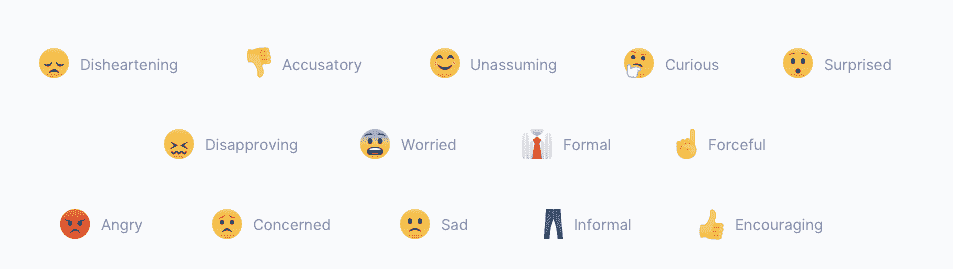 Disheartening Accusatory Unassuming Curious Surprised
Disapproving Worried Formal Forceful
Angry Concerned Sad Informal Encouraging